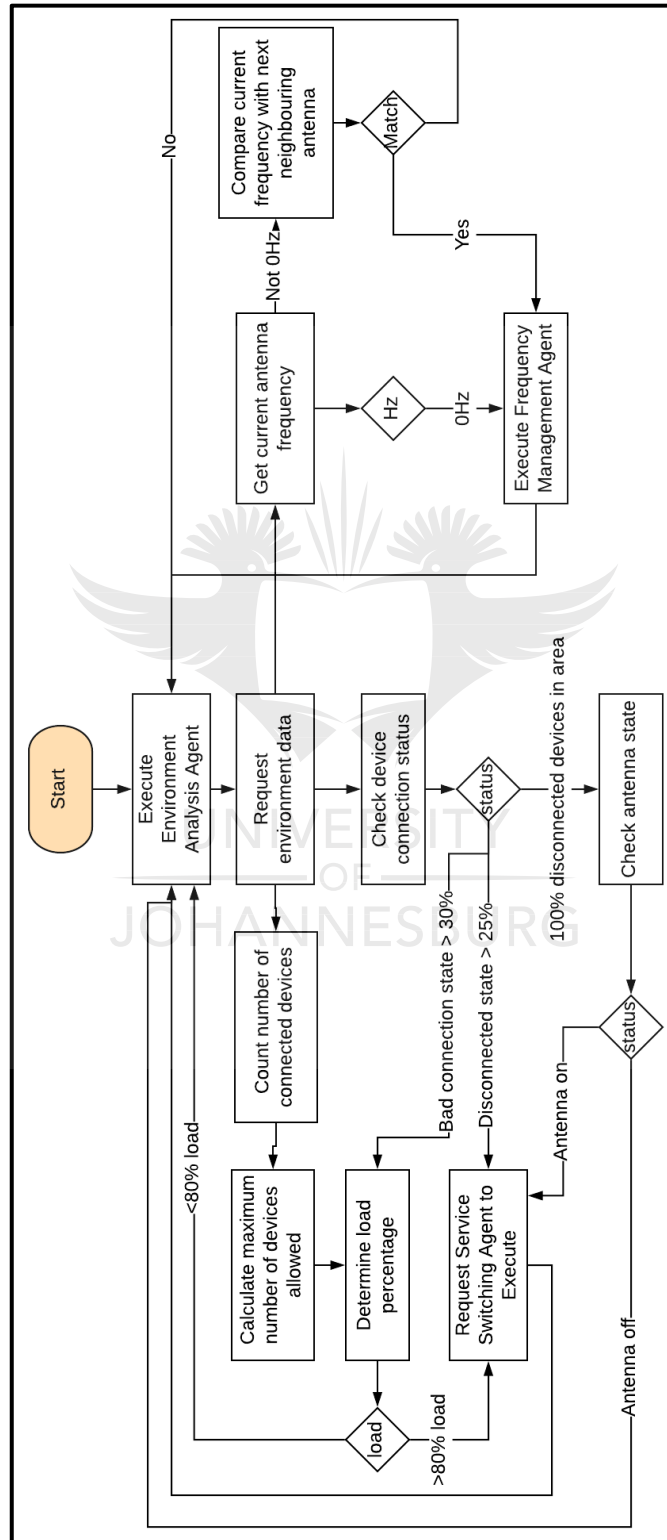 Start
Execute
Environment
Analysis Agent
Request
environment data
Count number of
connected devices
Calculate maximum
number of devices
allowed
Determine load
percentage
load
<80% load
>80% load
Check device
connection status
status
Bad connection state > 30%
Disconnected state > 25%
100% disconnected devices in area
Request Service
Switching Agent to
Execute
Check antenna state
status
Antenna on
Antenna off
Get current antenna
frequency
Not 0Hz
Hz
0Hz
Compare current
frequency with next
neighbouring
antenna
Match
No
Yes
Execute Frequency
Management Agent
UNIVERSITY
OF
JOHANNESBURG